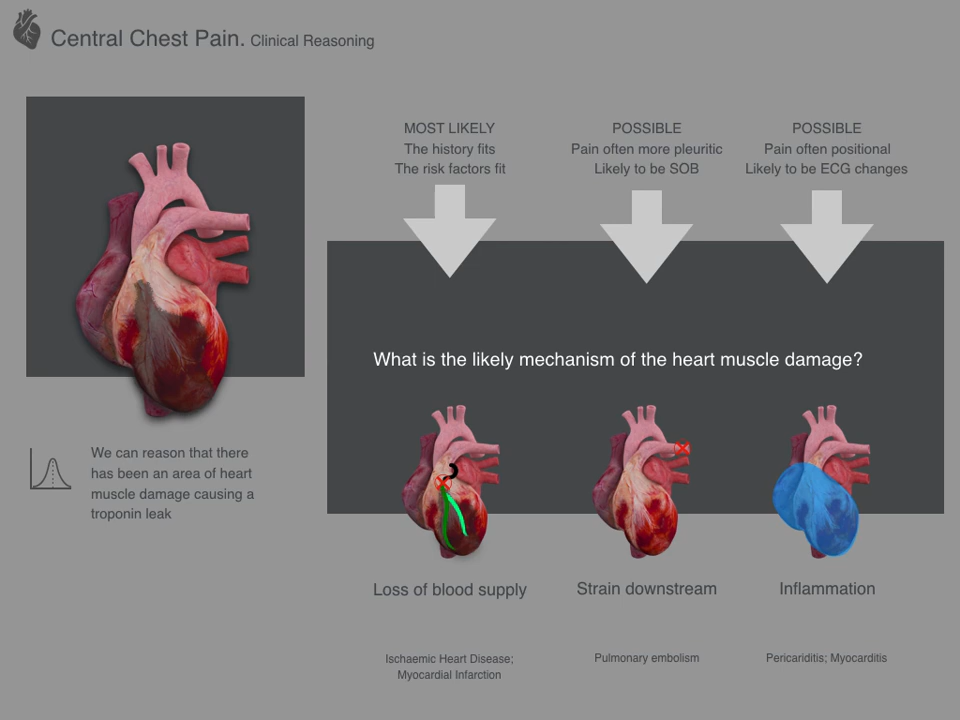 Central Chest Pain. Clinical Reasoning
MOST LIKELY
The history fits
The risk factors fit
POSSIBLE
Pain often more pleuritic
Likely to be SOB
POSSIBLE
Pain often positional
Likely to be ECG changes
What is the likely mechanism of the heart muscle damage?
We can reason that there
has been an area of heart
muscle damage causing a
troponin leak
Loss of blood supply
Strain downstream
Inflammation
Ischaemic Heart Disease;
Myocardial Infarction
Pulmonary embolism
Pericariditis; Myocarditis